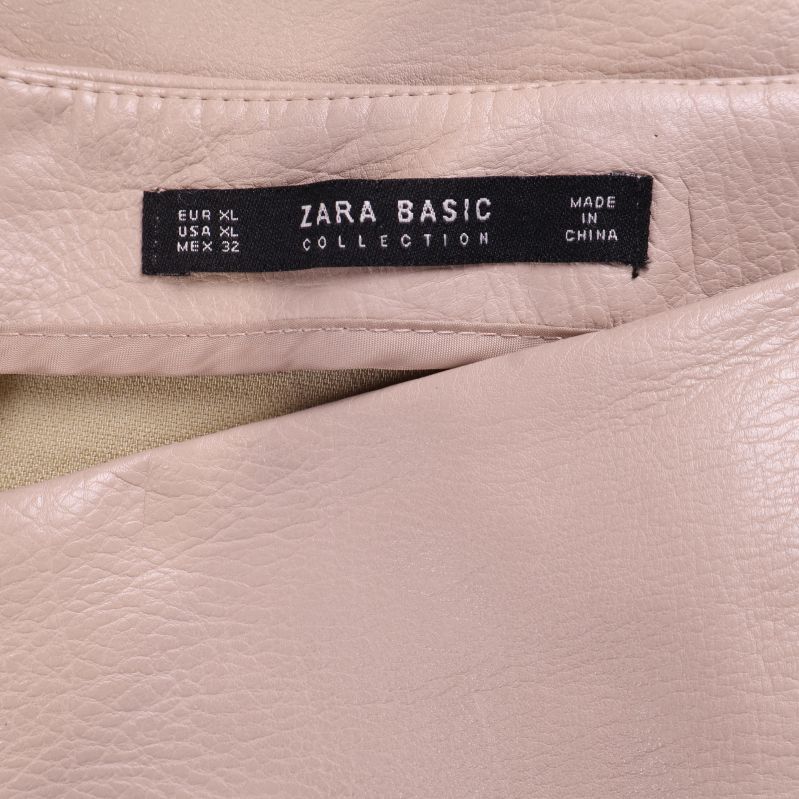 EUR XL
USA XL
MEX 32
ZARA BASIC
COLLECTION
MADE
IN
CHINA